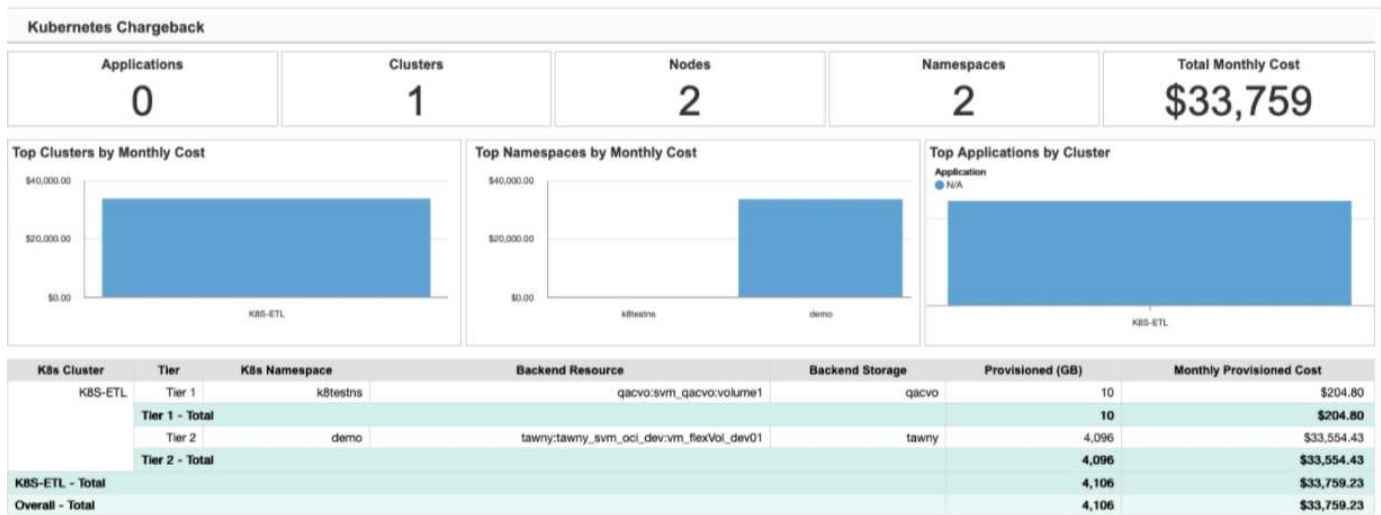 Kubernetes Chargeback
Applications Clusters Nodes Namespaces Total Monthly Cost
0 1 2 2 $33,759
Top Clusters by Monthly Cost
$40,000.00
$20,000.00
$0.00
K8S-ETL
Top Namespaces by Monthly Cost
$40,000.00
$20,000.00
$0.00
k8testns demo
Top Applications by Cluster
Application
N/A
K8S-ETL
K8s Cluster Tier K8s Namespace Backend Resource Backend Storage Provisioned (GB) Monthly Provisioned Cost
K8S-ETL Tier 1 k8testns qacvo:svm_qacvo:volume1 qacvo 10 $204.80
Tier 1 - Total 10 $204.80
Tier 2 demo tawny:tawny_svm_oci_dev:vm_flexVol_dev01 tawny 4,096 $33,554.43
Tier 2 - Total 4,096 $33,554.43
K8S-ETL - Total 4,106 $33,759.23
Overall - Total 4,106 $33,759.23